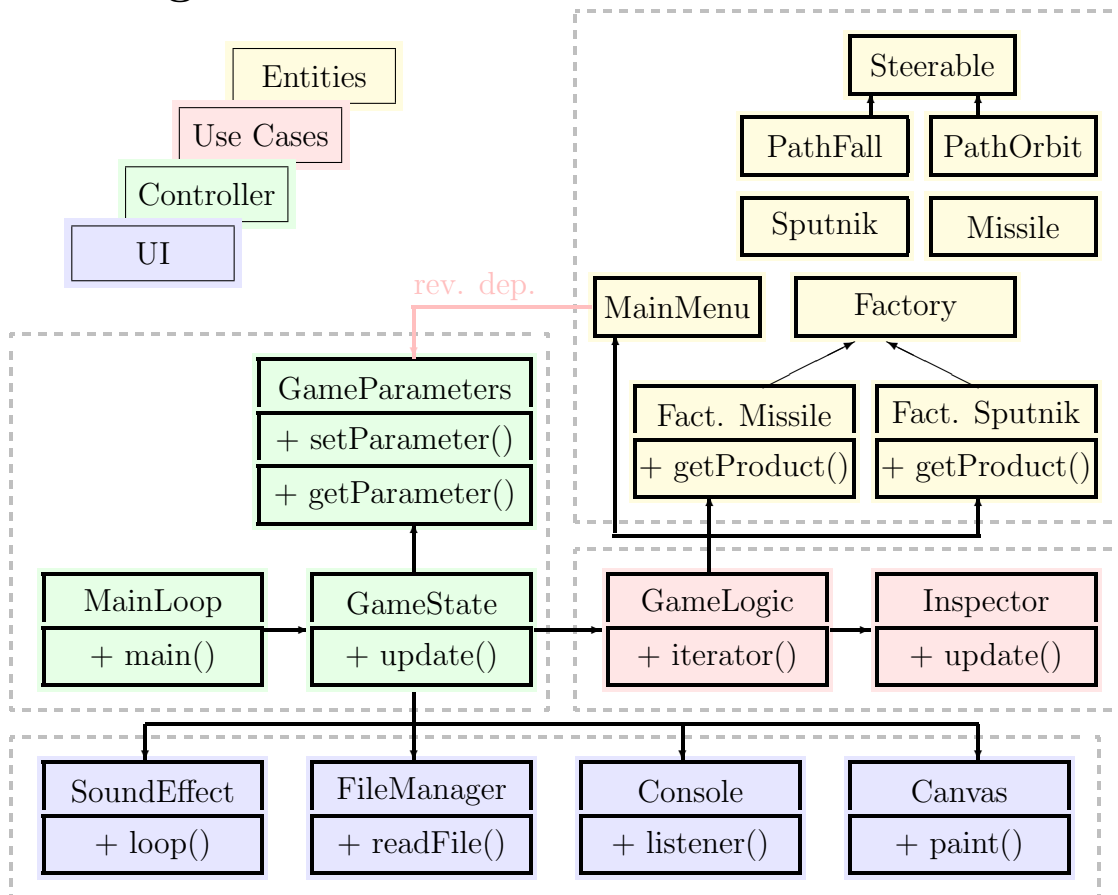 Steerable
Entities
Use Cases
PathFall
PathOrbit
Controller
Sputnik
Missile
UI
rev. dep.
MainMenu
Factory
GameParameters
+ setParameter()
+ getParameter()
Fact. Missile
+ getProduct()
Fact. Sputnik
+ getProduct()
MainLoop
+ main()
GameState
+ update()
GameLogic
+ iterator()
Inspector
+ update()
SoundEffect
+ loop()
FileManager
+ readFile()
Console
+ listener()
Canvas
+ paint()